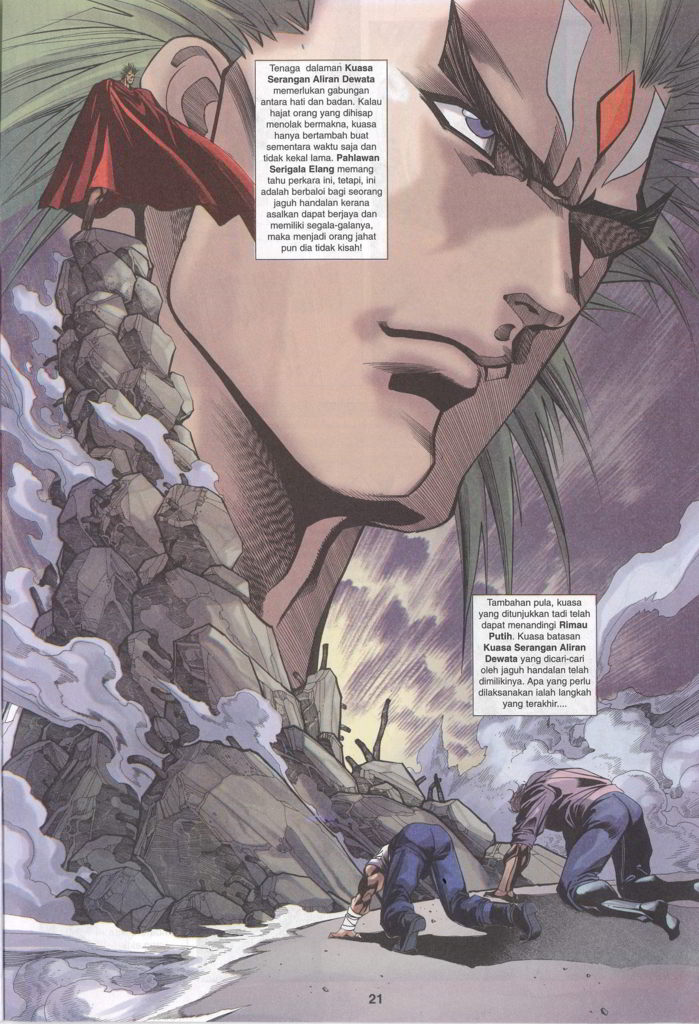 Tenaga dalaman Kuasa
Serangan Aliran Dewata
memerlukan gabungan
antara hati dan badan. Kalau
hajat orang yang dihisap
menolak bermakna, kuasa
hanya bertambah buat
sementara waktu saja dan
tidak kekal lama. Pahlawan
Serigala Elang memang
tahu perkara ini, tetapi, ini
adalah berbaloi bagi seorang
jaguh handalan kerana
asalkan dapat berjaya dan
memiliki segala-galanya,
maka menjadi orang jahat
pun dia tidak kisah!
Tambahan pula, kuasa
yang ditunjukkan tadi telah
dapat menandingi Rimau
Putih. Kuasa batasan
Kuasa Serangan Aliran
Dewata yang dicari-cari
oleh jaguh handalan telah
dimilikinya. Apa yang perlu
dilaksanakan ialah langkah
yang terakhir....
21